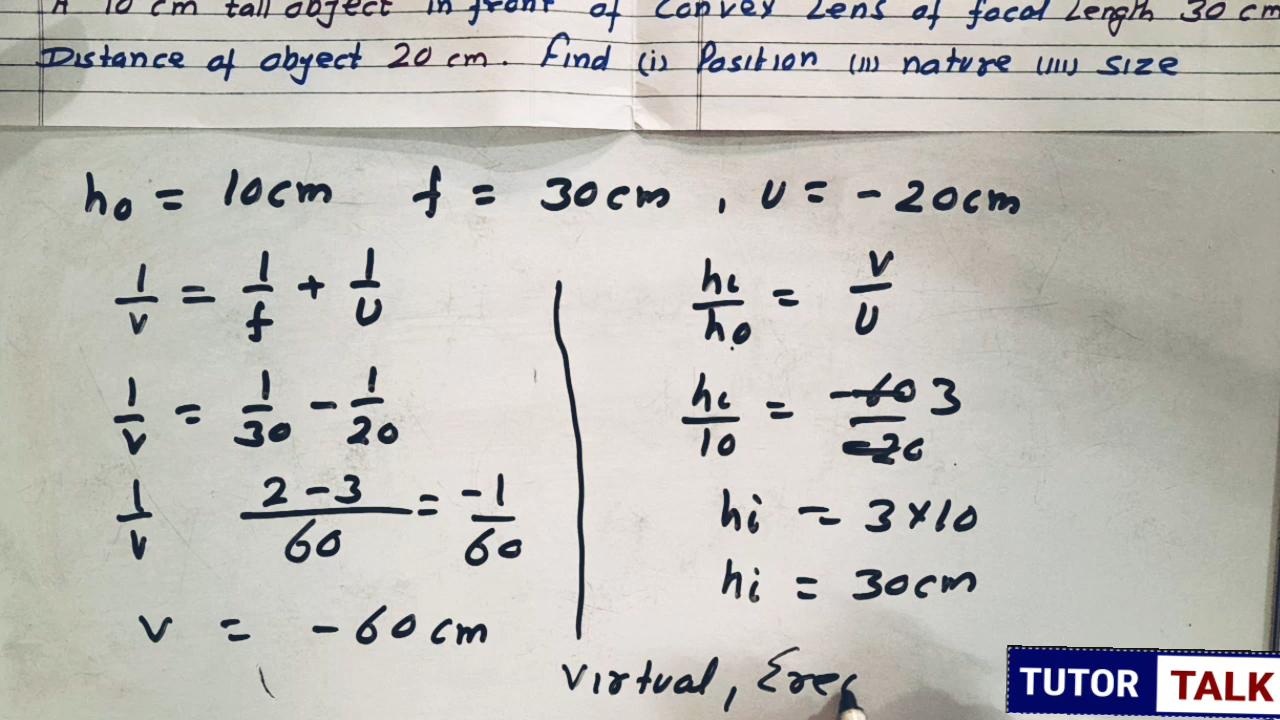 A 10 cm tall object in front of convex lens of focal length 30 cm
Distance of obyect 20 cm. Find (i) Position (ii) nature (iii) size
ho = 10cm f = 30cm , u = -20cm
1/v = 1/f + 1/u
1/v = 1/30 - 1/20
1/v 2-3/60 = -1/60
v = -60cm
hi/ho = v/u
hi/10 = -60/-20 3
hi = 3×10
hi = 30cm
Virtual, Erec
TUTOR TALK